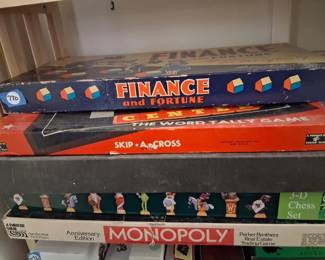 FINANCE
770
FINANCE
and FORTUNE
THE WORD TALLY GAME
SKIP·A·CROSS
3-D
Chess
Set
Anniversary
Edition
MONOPOLY
Parker Brothers
Real Estate
Trading Game